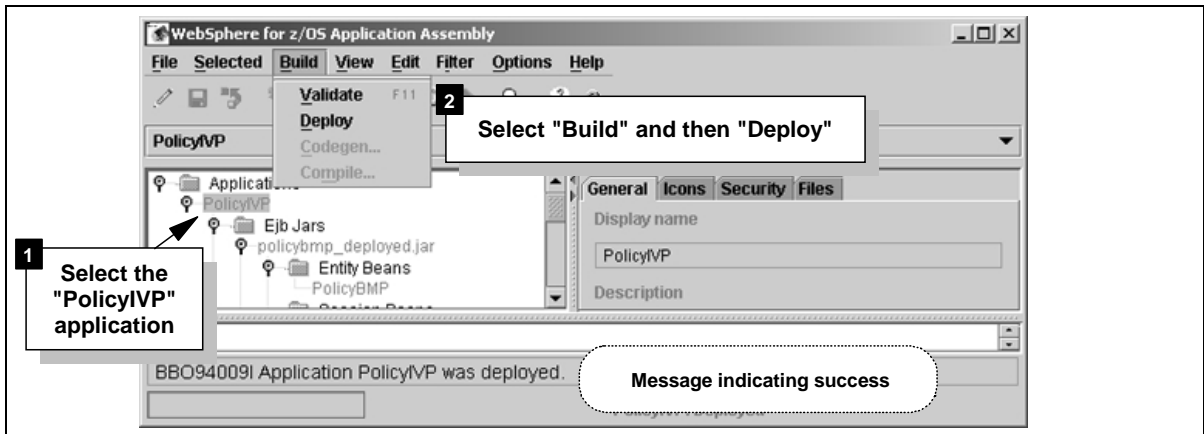 WebSphere for z/OS Application Assembly
File Selected Build View Edit Filter Options Help
Validate F11
Deploy
Codegen...
Compile...
2
Select "Build" and then "Deploy"
PolicyIVP
Applications
PolicyIVP
Ejb Jars
policybmp_deployed.jar
Entity Beans
PolicyBMP
1
Select the
"PolicyIVP"
application
General Icons Security Files
Display name
PolicyIVP
Description
BBO94009I Application PolicyIVP was deployed.
Message indicating success